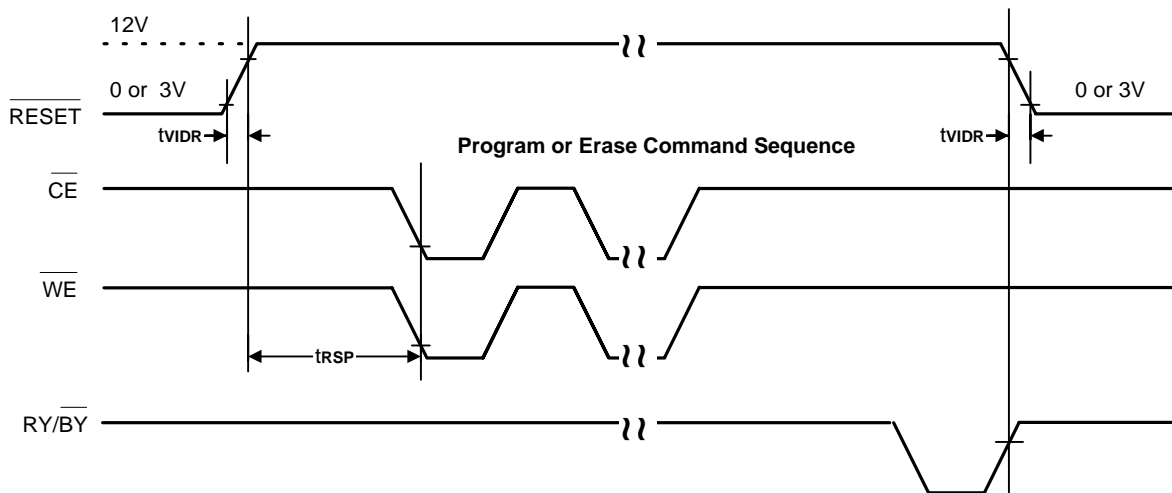 12V
0 or 3V
0 or 3V
RESET
tVIDR
tVIDR
Program or Erase Command Sequence
CE
WE
tRSP
RY/BY